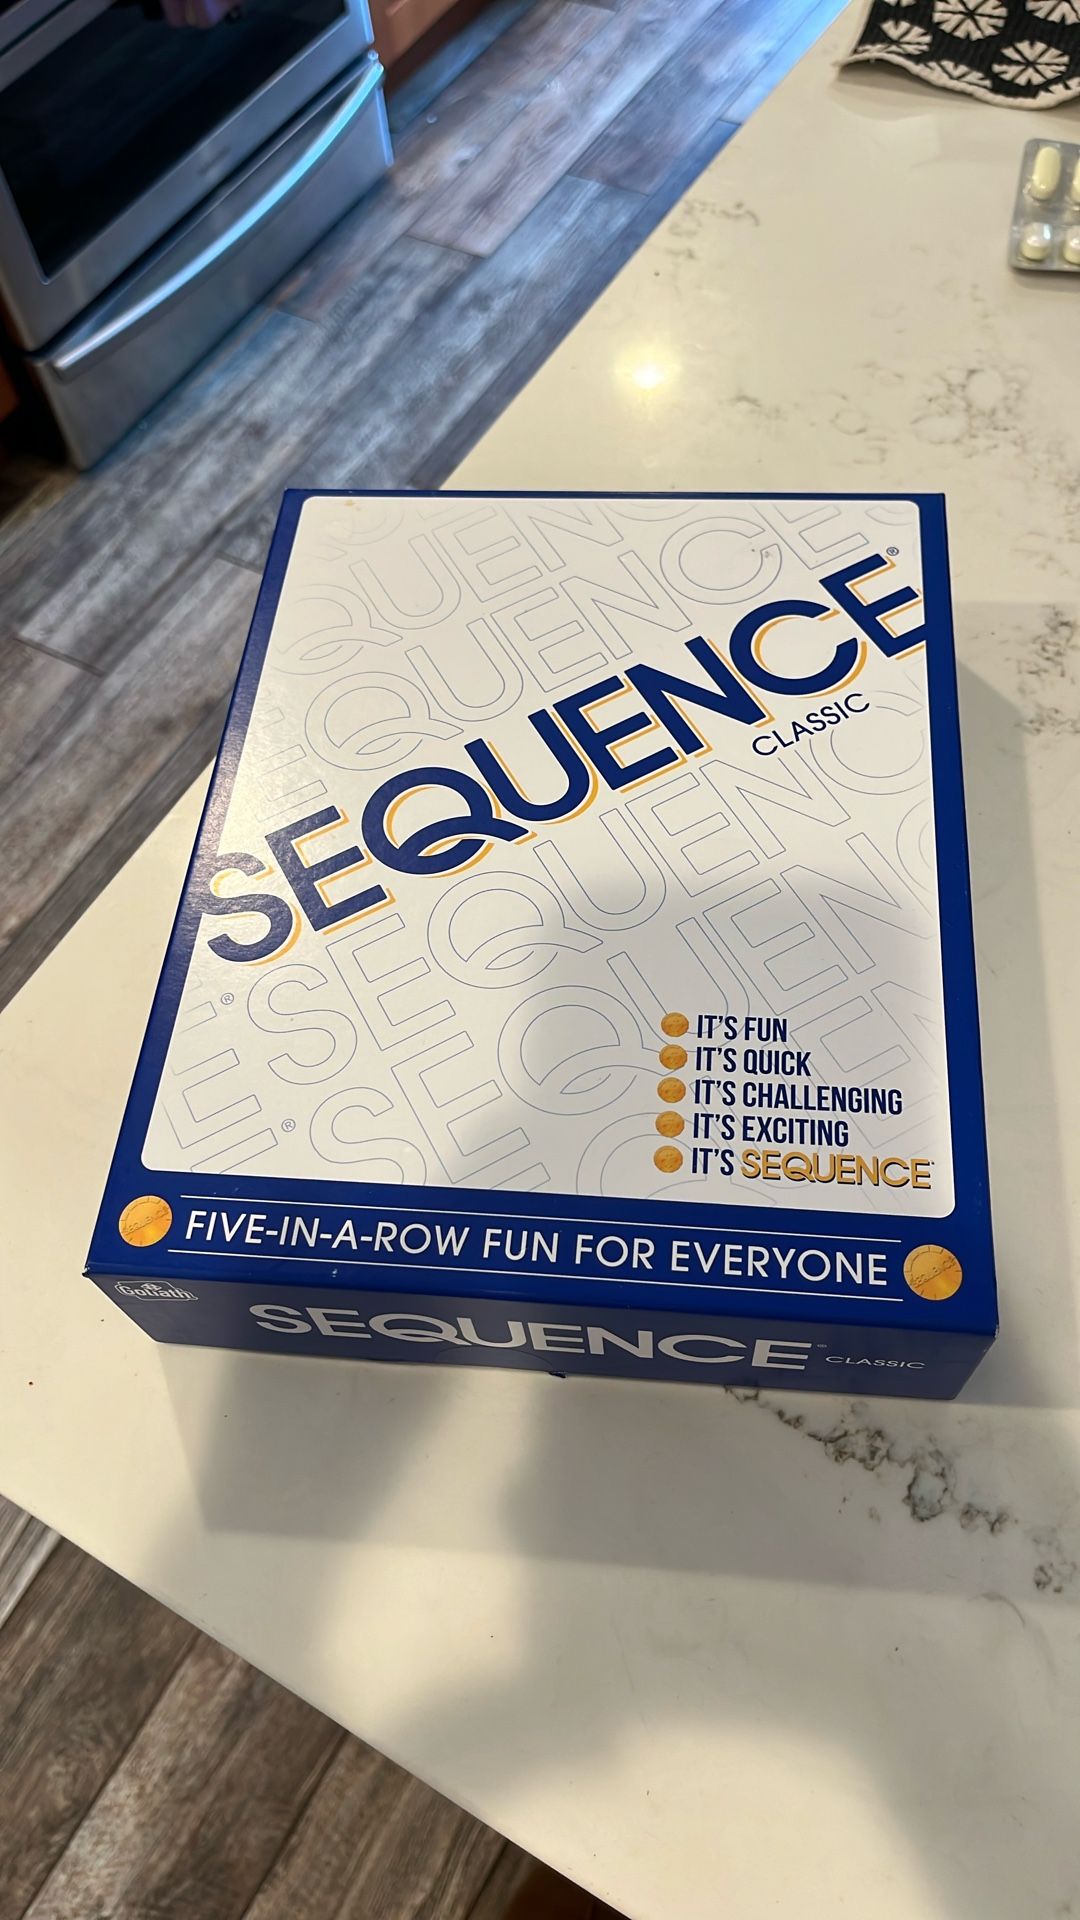 SEQUENCE®
CLASSIC
IT'S FUN
IT'S QUICK
IT'S CHALLENGING
IT'S EXCITING
IT'S SEQUENCE
FIVE-IN-A-ROW FUN FOR EVERYONE
Goliath
SEQUENCE® CLASSIC